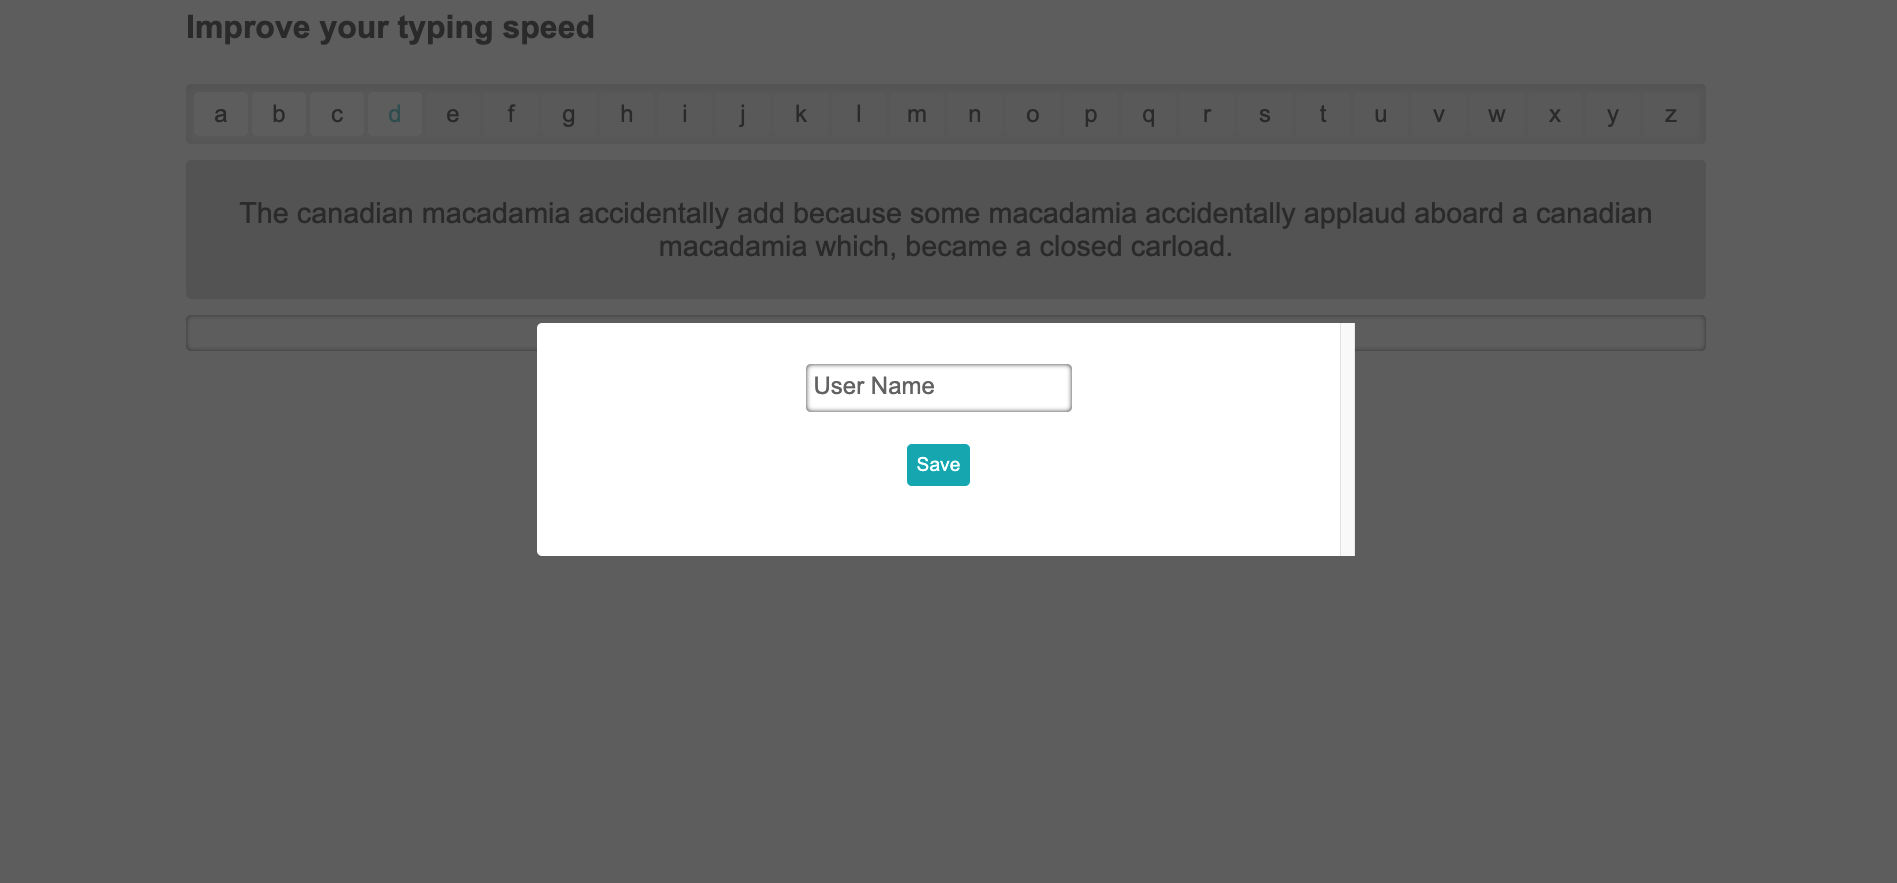 Improve your typing speed
a b c d e f g h i j k l m n o p q r s t u v w x y z
The canadian macadamia accidentally add because some macadamia accidentally applaud aboard a canadian
macadamia which, became a closed carload.
User Name
Save